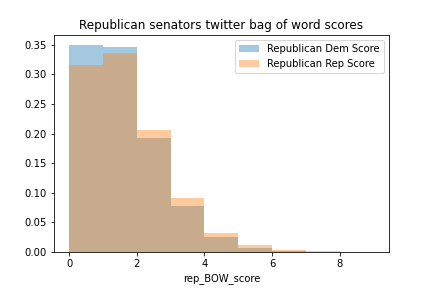 Republican senators twitter bag of word scores
Republican Dem Score
Republican Rep Score
0.35
0.30
0.25
0.20
0.15
0.10
0.05
0.00
0 2 4 6 8
rep_BOW_score